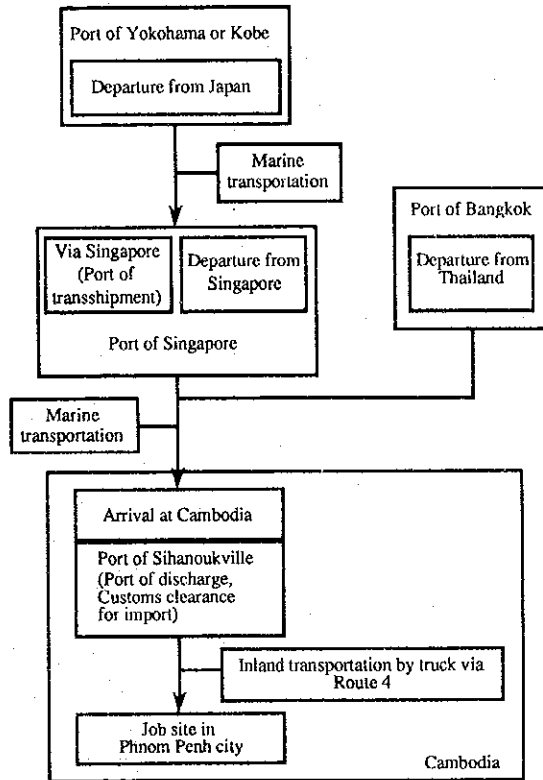 Port of Yokohama or Kobe
Departure from Japan
Marine
transportation
Port of Bangkok
Departure from
Thailand
Via Singapore
(Port of
transshipment)
Departure from
Singapore
Port of Singapore
Marine
transportation
Arrival at Cambodia
Port of Sihanoukville
(Port of discharge,
Customs clearance
for import)
Inland transportation by truck via
Route 4
Job site in
Phnom Penh city
Cambodia